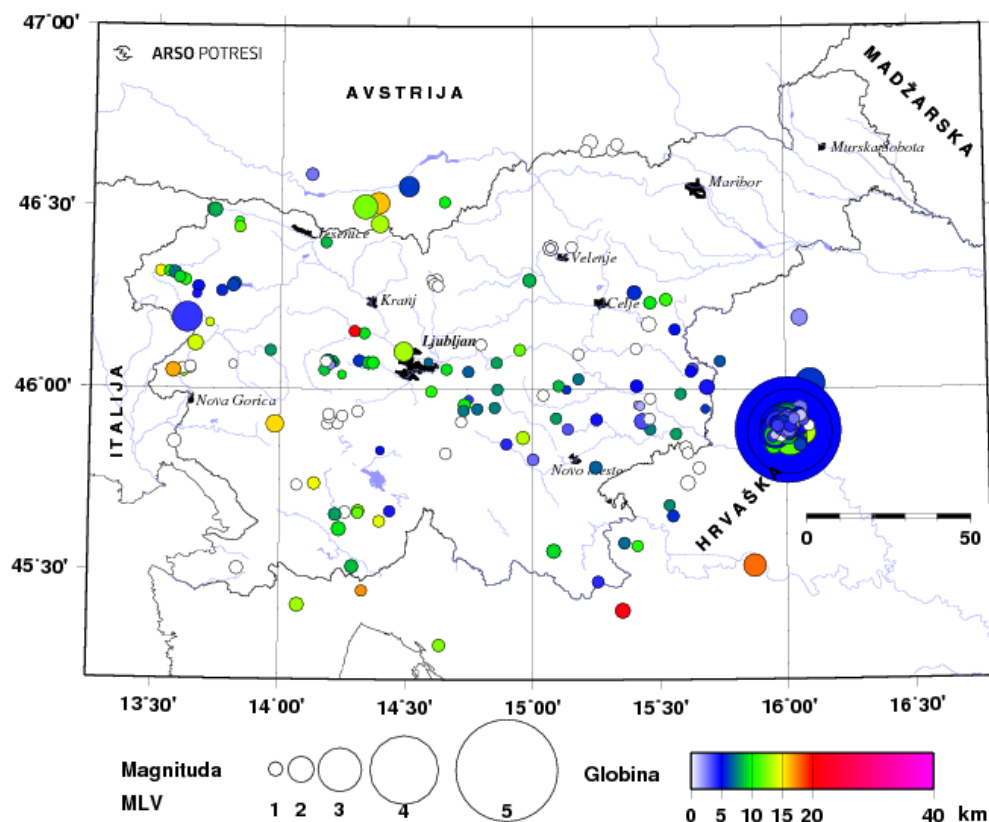 47°00'
46°30'
46°00'
45°30'
ARSO POTRESI
AVSTRIJA
MADŽARSKA
Murska Sobota
Maribor
Jesenice
Velenje
Kranj
Celje
Ljubljan
ITALIJA
Nova Gorica
Novo mesto
HRVAŠKA
0 50
13°30' 14°00' 14°30' 15°00' 15°30' 16°00' 16°30'
Magnituda
MLV
1 2 3 4 5
Globina
0 5 10 15 20 40 km